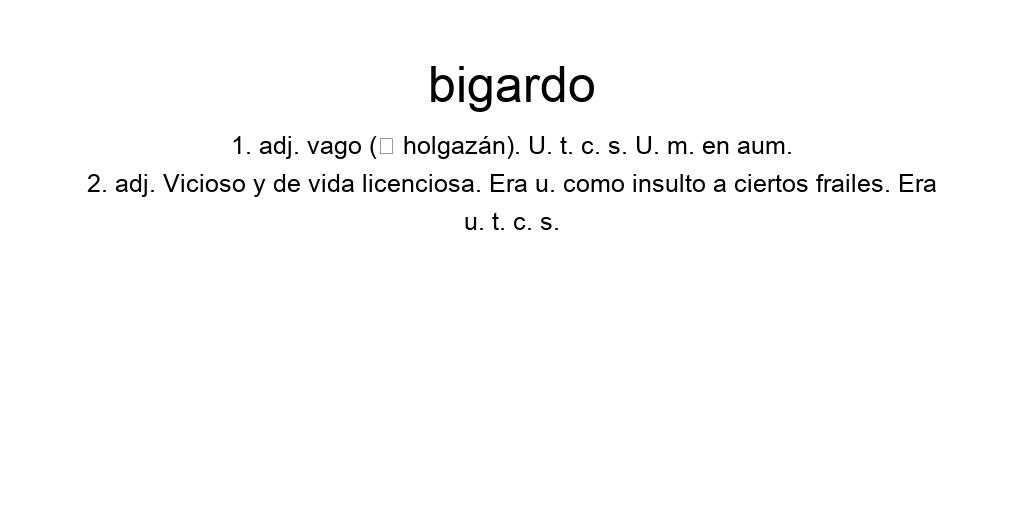 bigardo
1. adj. vago (□ holgazán). U. t. c. s. U. m. en aum.
2. adj. Vicioso y de vida licenciosa. Era u. como insulto a ciertos frailes. Era
u. t. c. s.